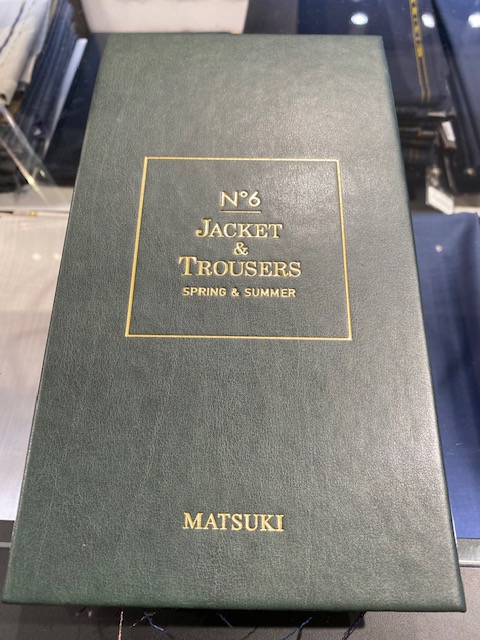 N°6
JACKET
&
TROUSERS
SPRING & SUMMER
MATSUKI